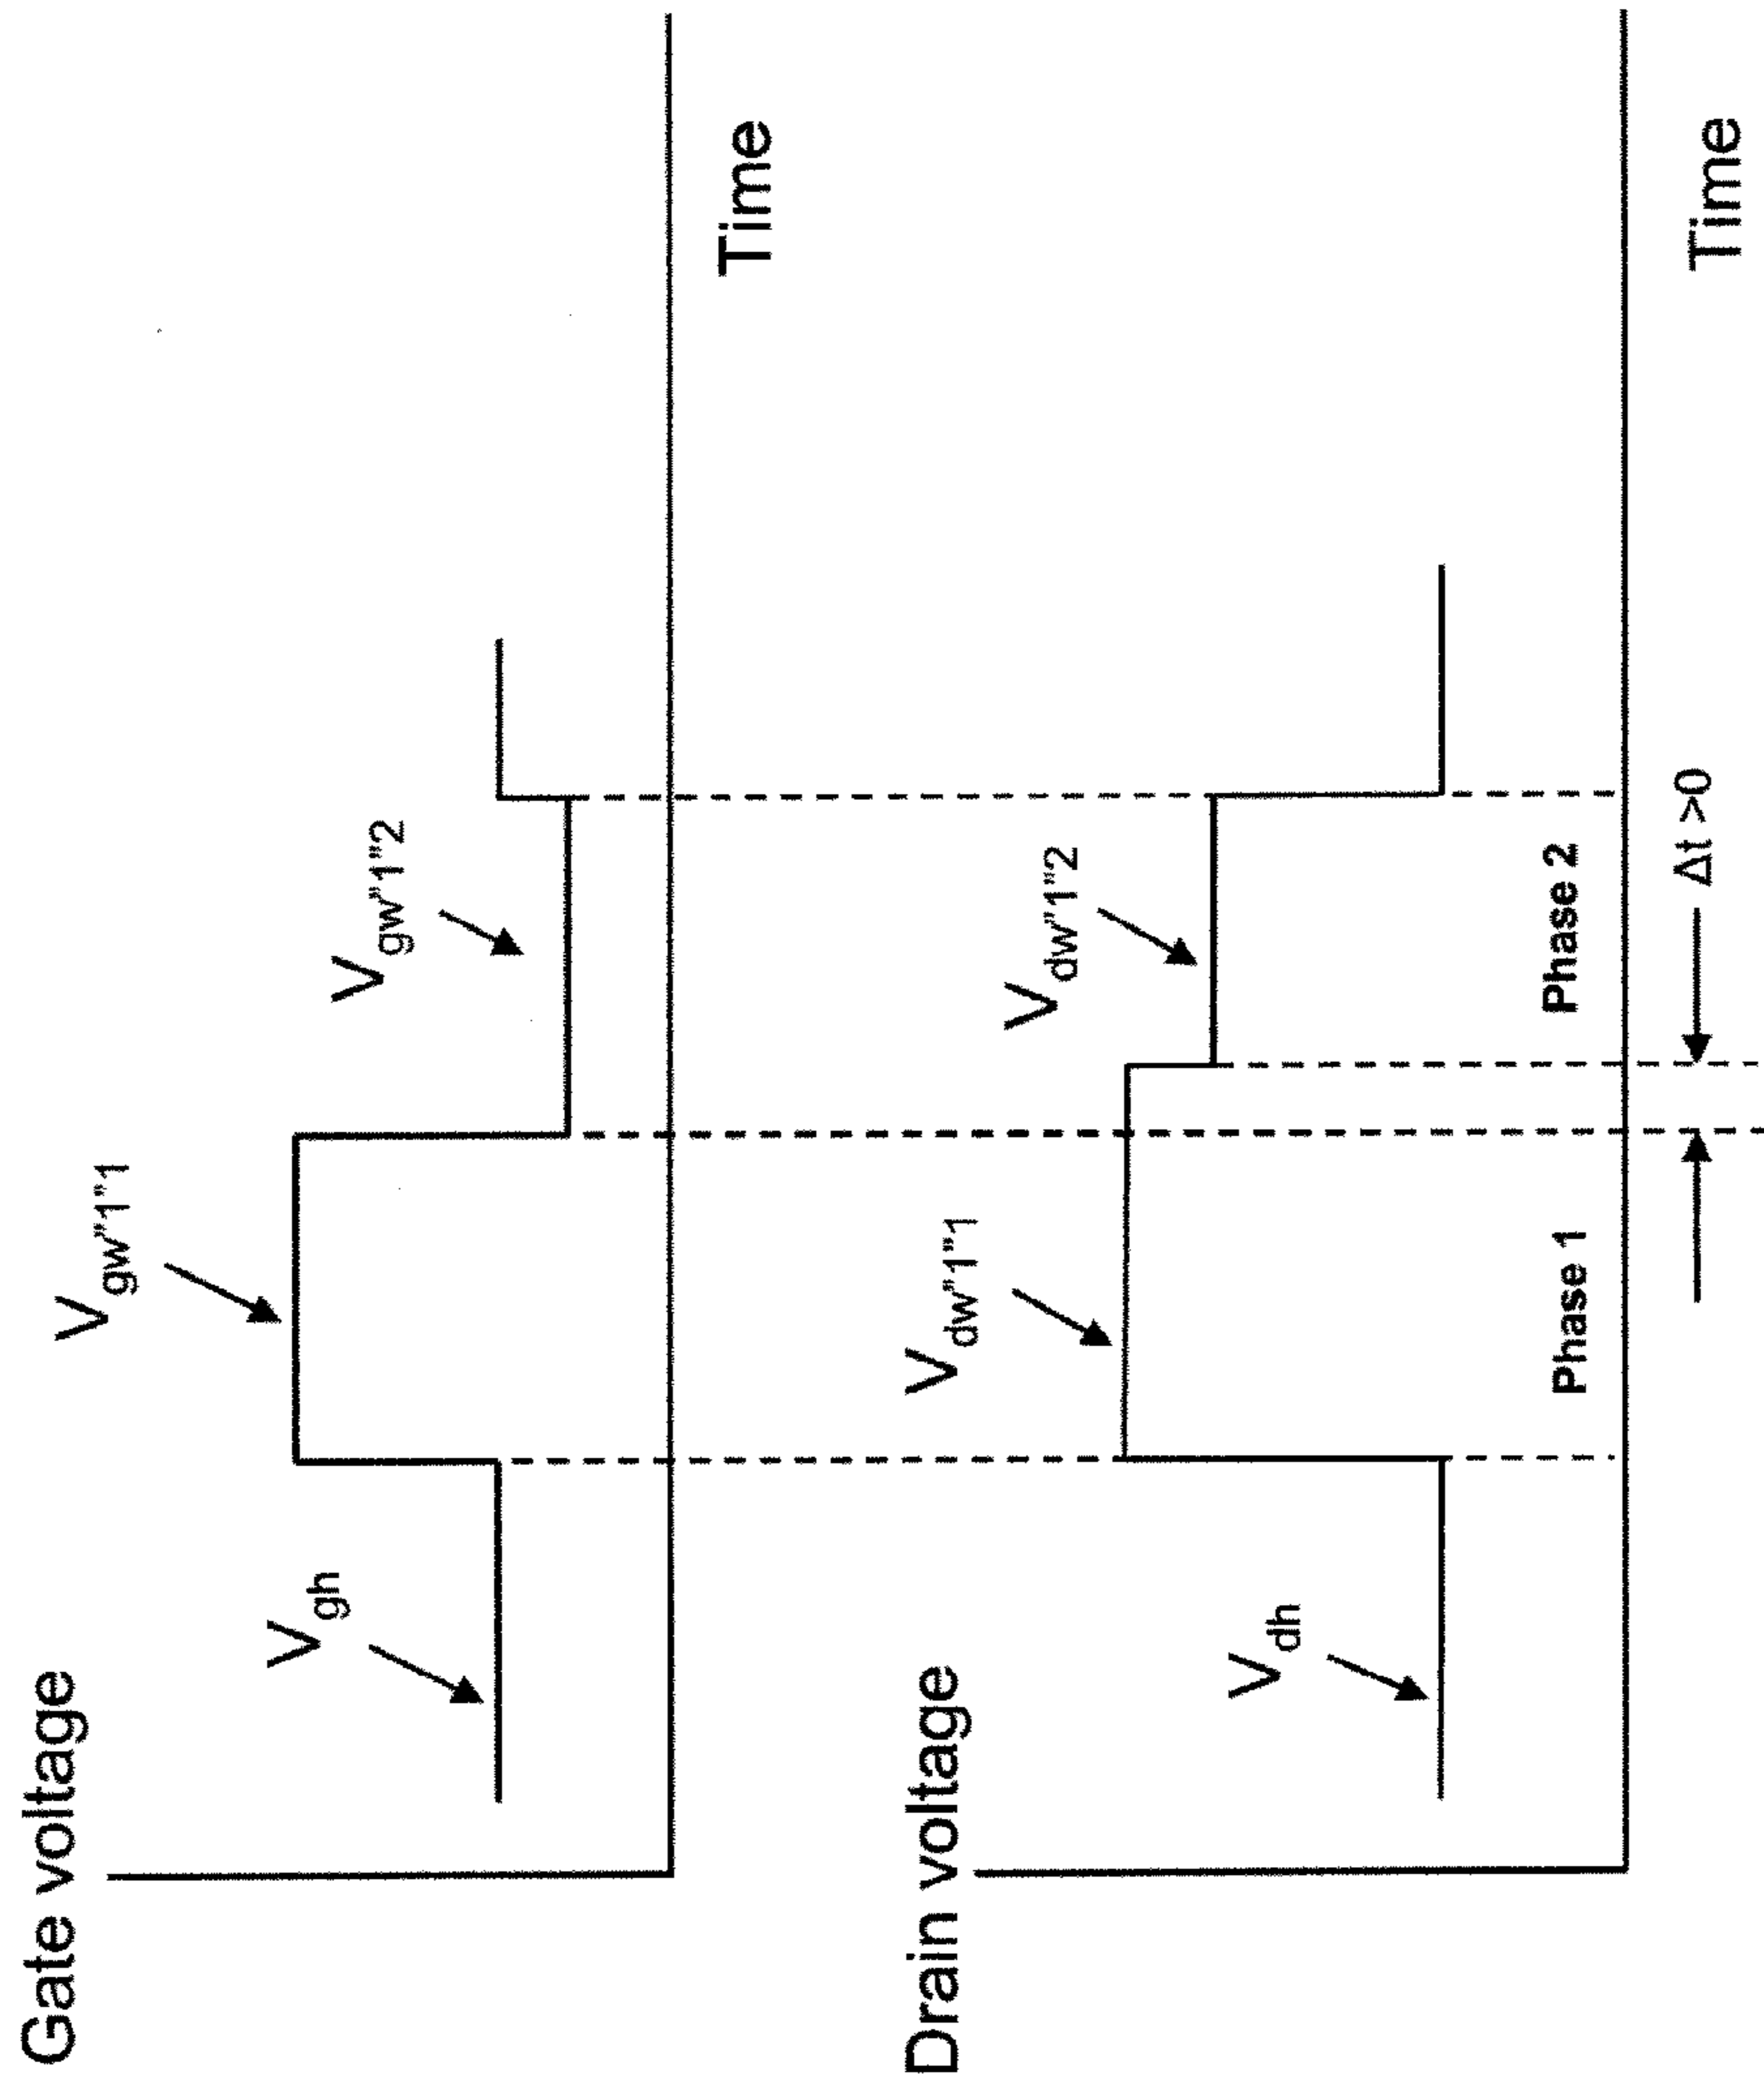 Gate voltage
V_gh
V_gw"1"1
V_gw"1"2
Time
Drain voltage
V_dh
V_dw"1"1
V_dw"1"2
Phase 1
Phase 2
Δt >0
Time